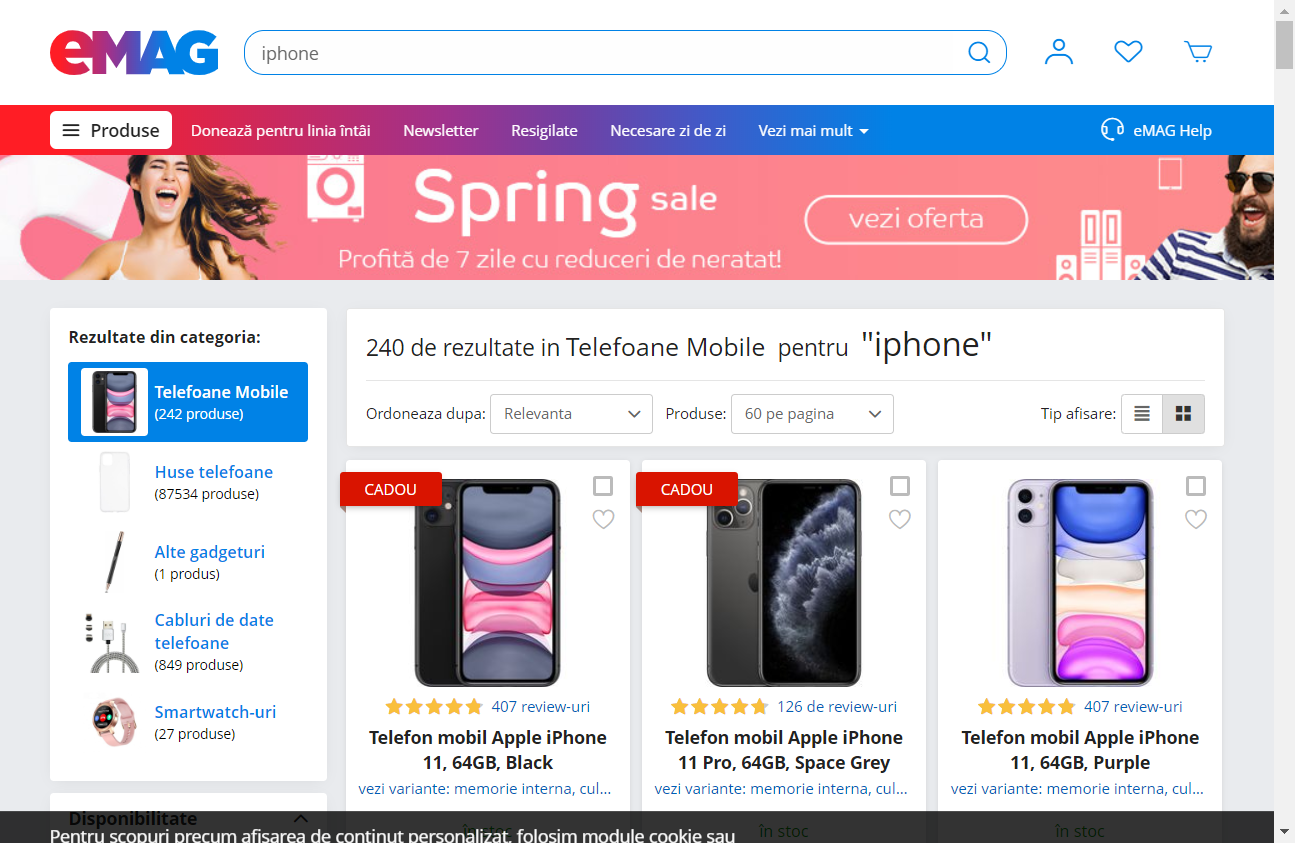 eMAG
iphone
Produse
Donează pentru linia întâi
Newsletter
Resigilate
Necesare zi de zi
Vezi mai mult
eMAG Help
Spring sale
vezi oferta
Profită de 7 zile cu reduceri de neratat!
Rezultate din categoria:
Telefoane Mobile
(242 produse)
Huse telefoane
(87534 produse)
Alte gadgeturi
(1 produs)
Cabluri de date
telefoane
(849 produse)
Smartwatch-uri
(27 produse)
Disponibilitate
240 de rezultate in Telefoane Mobile pentru "iphone"
Ordoneaza dupa: Relevanta
Produse: 60 pe pagina
Tip afisare:
CADOU
407 review-uri
Telefon mobil Apple iPhone
11, 64GB, Black
vezi variante: memorie interna, cul...
în stoc
CADOU
126 de review-uri
Telefon mobil Apple iPhone
11 Pro, 64GB, Space Grey
vezi variante: memorie interna, cul...
în stoc
407 review-uri
Telefon mobil Apple iPhone
11, 64GB, Purple
vezi variante: memorie interna, cul...
în stoc
Pentru scopuri precum afișarea de conținut personalizat, folosim module cookie sau